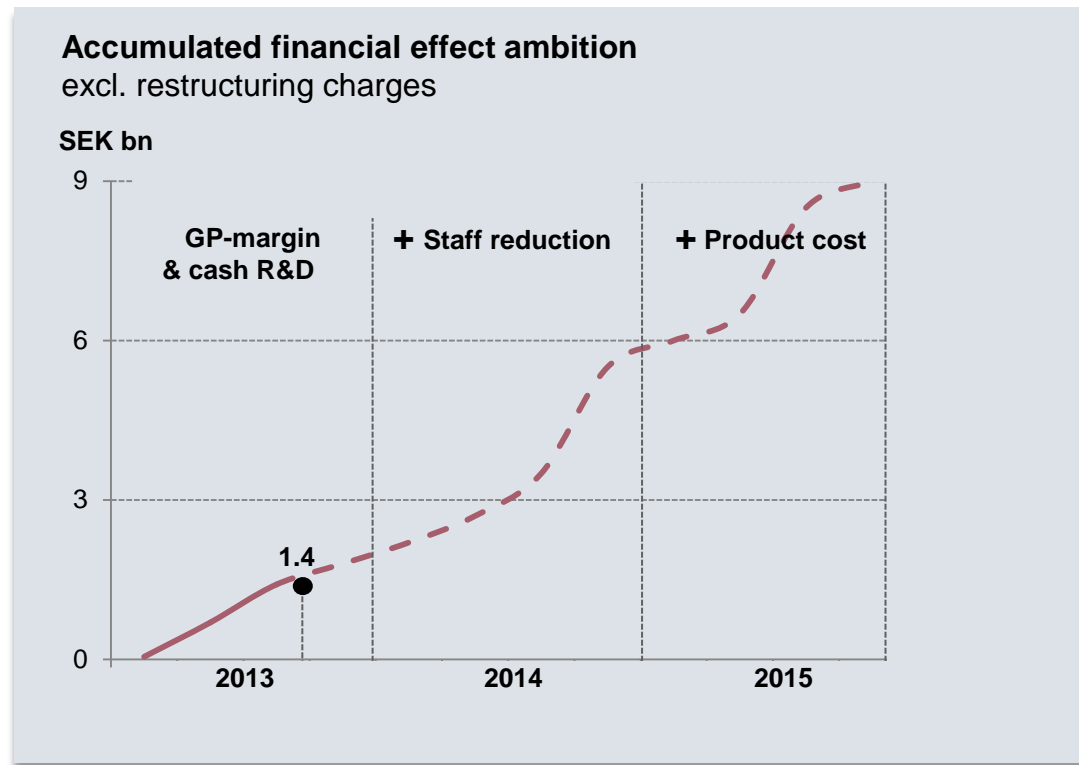 Accumulated financial effect ambition
excl. restructuring charges
SEK bn
9
GP-margin
& cash R&D
+ Staff reduction
+ Product cost
6
3
1.4
0
2013
2014
2015